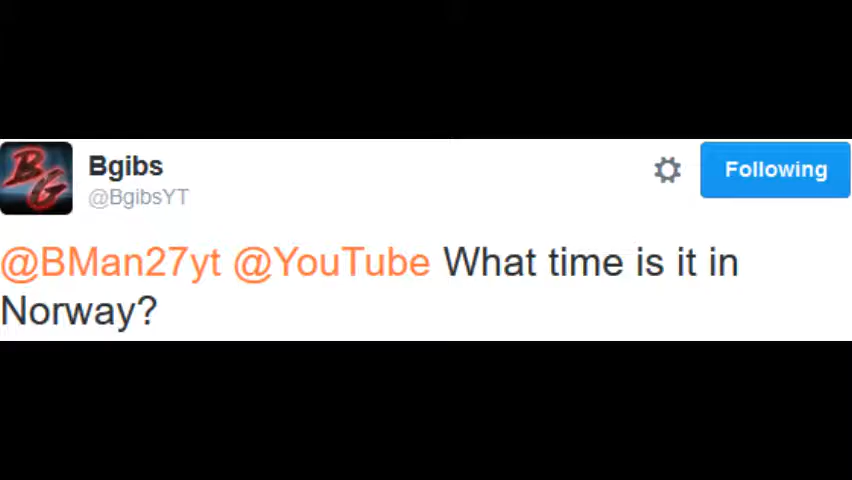 BG
Bgibs
Following
@BgibsYT
@BMan27yt @YouTube What time is it in
Norway?